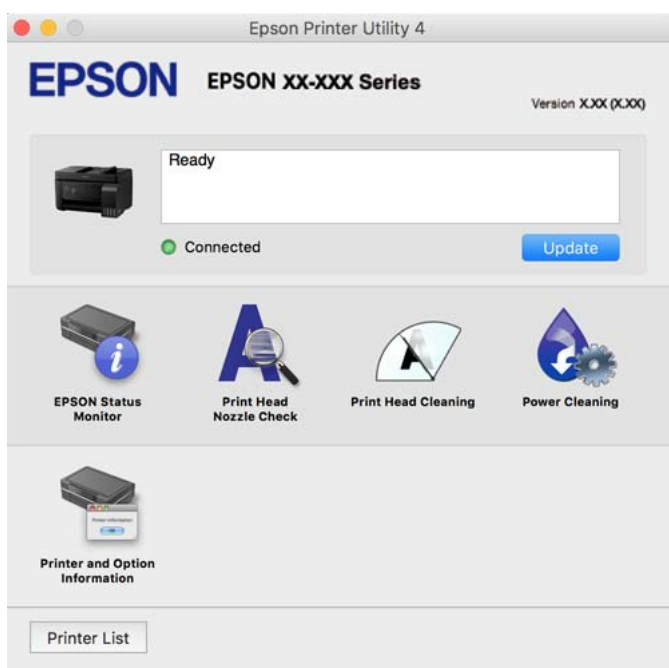 Epson Printer Utility 4
EPSON
EPSON XX-XXX Series
Version X.XX (X.XX)
Ready
Connected
Update
EPSON Status
Monitor
Print Head
Nozzle Check
Print Head Cleaning
Power Cleaning
Printer and Option
Information
Printer List